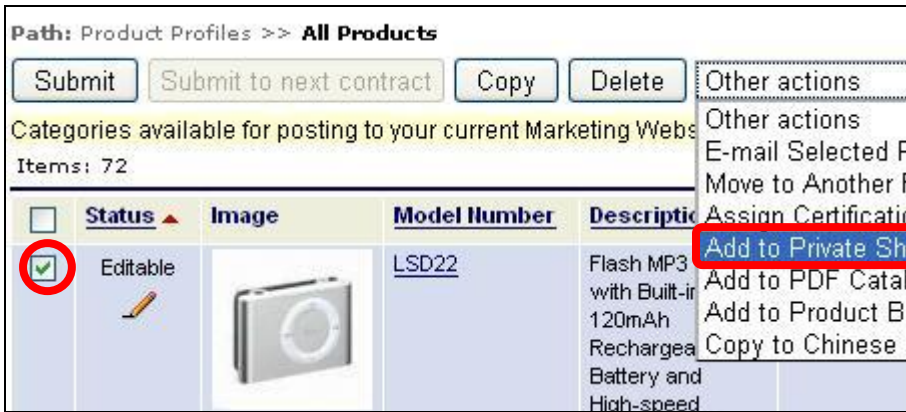 Path: Product Profiles >> All Products
Submit Submit to next contract Copy Delete Other actions
Categories available for posting to your current Marketing Webs
Items: 72
Other actions
E-mail Selected
Move to Another
Assign
Add to Private Sh
Add to PDF Cata
Add to Product B
Copy to Chinese
Status Image Model Number
Editable LSD22
Flash MP3
with Built-in
120mAh
Rechargea
Battery and
High-speed